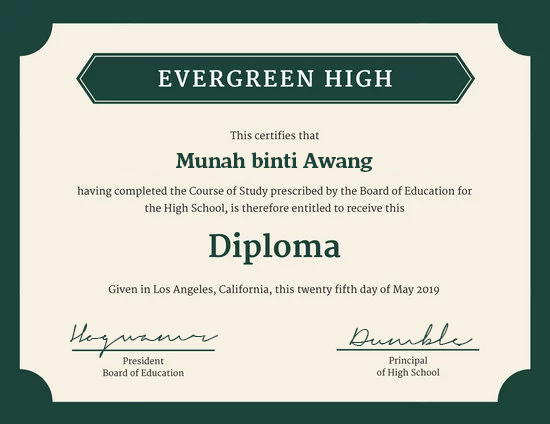 EVERGREEN HIGH
This certifies that
Munah binti Awang
having completed the Course of Study prescribed by the Board of Education for
the High School, is therefore entitled to receive this
Diploma
Given in Los Angeles, California, this twenty fifth day of May 2019
Dumble
President
Principal
Board of Education
of High School